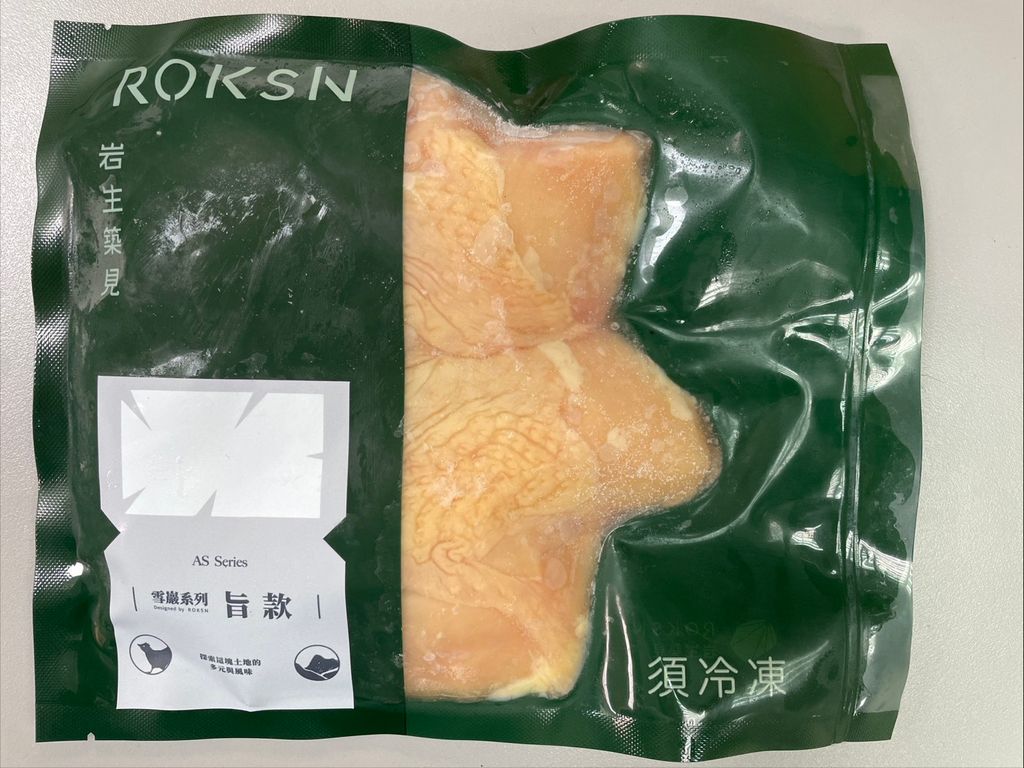 ROKSN
岩生築見
AS Series
雪巖系列
Designed by ROKSN
旨款
探索這塊土地的
多元與風味
須冷凍